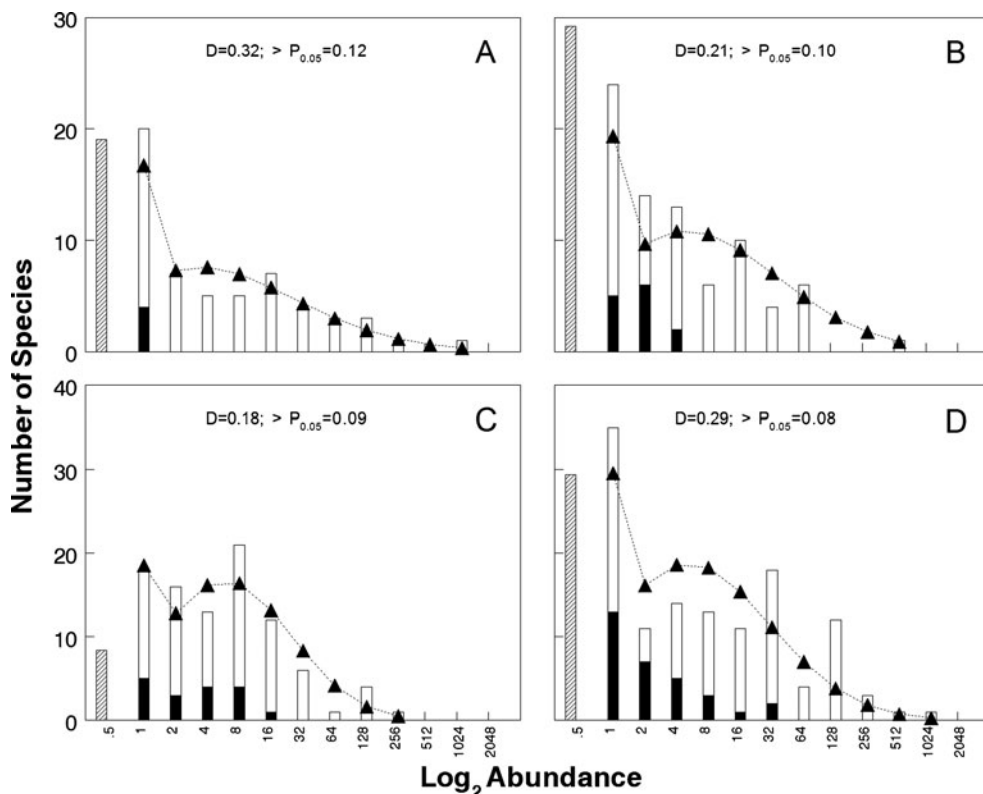 30
20
10
0
D=0.32; > P0.05=0.12
A
D=0.21; > P0.05=0.10
B
Number of Species
40
30
20
10
0
D=0.18; > P0.05=0.09
C
D=0.29; > P0.05=0.08
D
.5 1 2 4 8 16 32 64 128 256 512 1024 2048
.5 1 2 4 8 16 32 64 128 256 512 1024 2048
Log2 Abundance